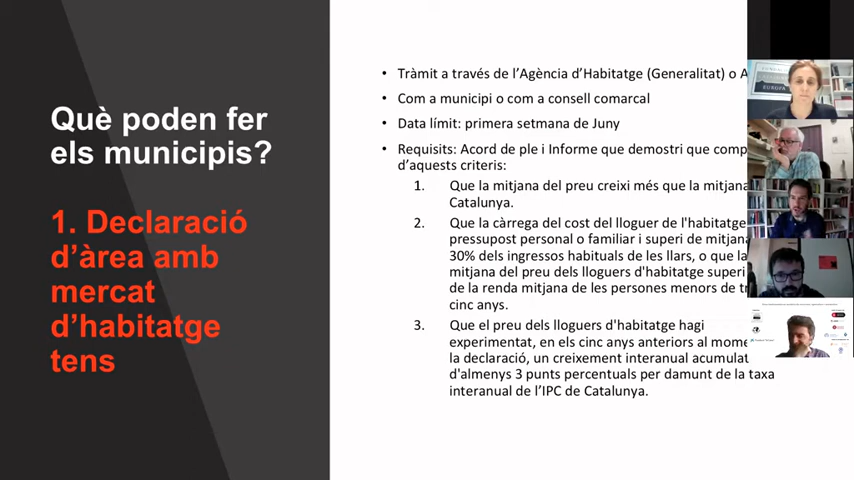 Què poden fer
els municipis?
1. Declaració
d'àrea amb
mercat
d'habitatge
tens
• Tràmit a través de l'Agència d'Habitatge (Generalitat) o A
• Com a municipi o com a consell comarcal
• Data límit: primera setmana de Juny
• Requisits: Acord de ple i Informe que demostri que comp
d'aquests criteris:
1. Que la mitjana del preu creixi més que la mitjana
Catalunya.
2. Que la càrrega del cost del lloguer de l'habitatge
pressupost personal o familiar i superi de mitjana
30% dels ingressos habituals de les llars, o que la
mitjana del preu dels lloguers d'habitatge superi
de la renda mitjana de les persones menors de tr
cinc anys.
3. Que el preu dels lloguers d'habitatge hagi
experimentat, en els cinc anys anteriors al mome
la declaració, un creixement interanual acumulat
d'almenys 3 punts percentuals per damunt de la taxa
interanual de l'IPC de Catalunya.
EUROPA